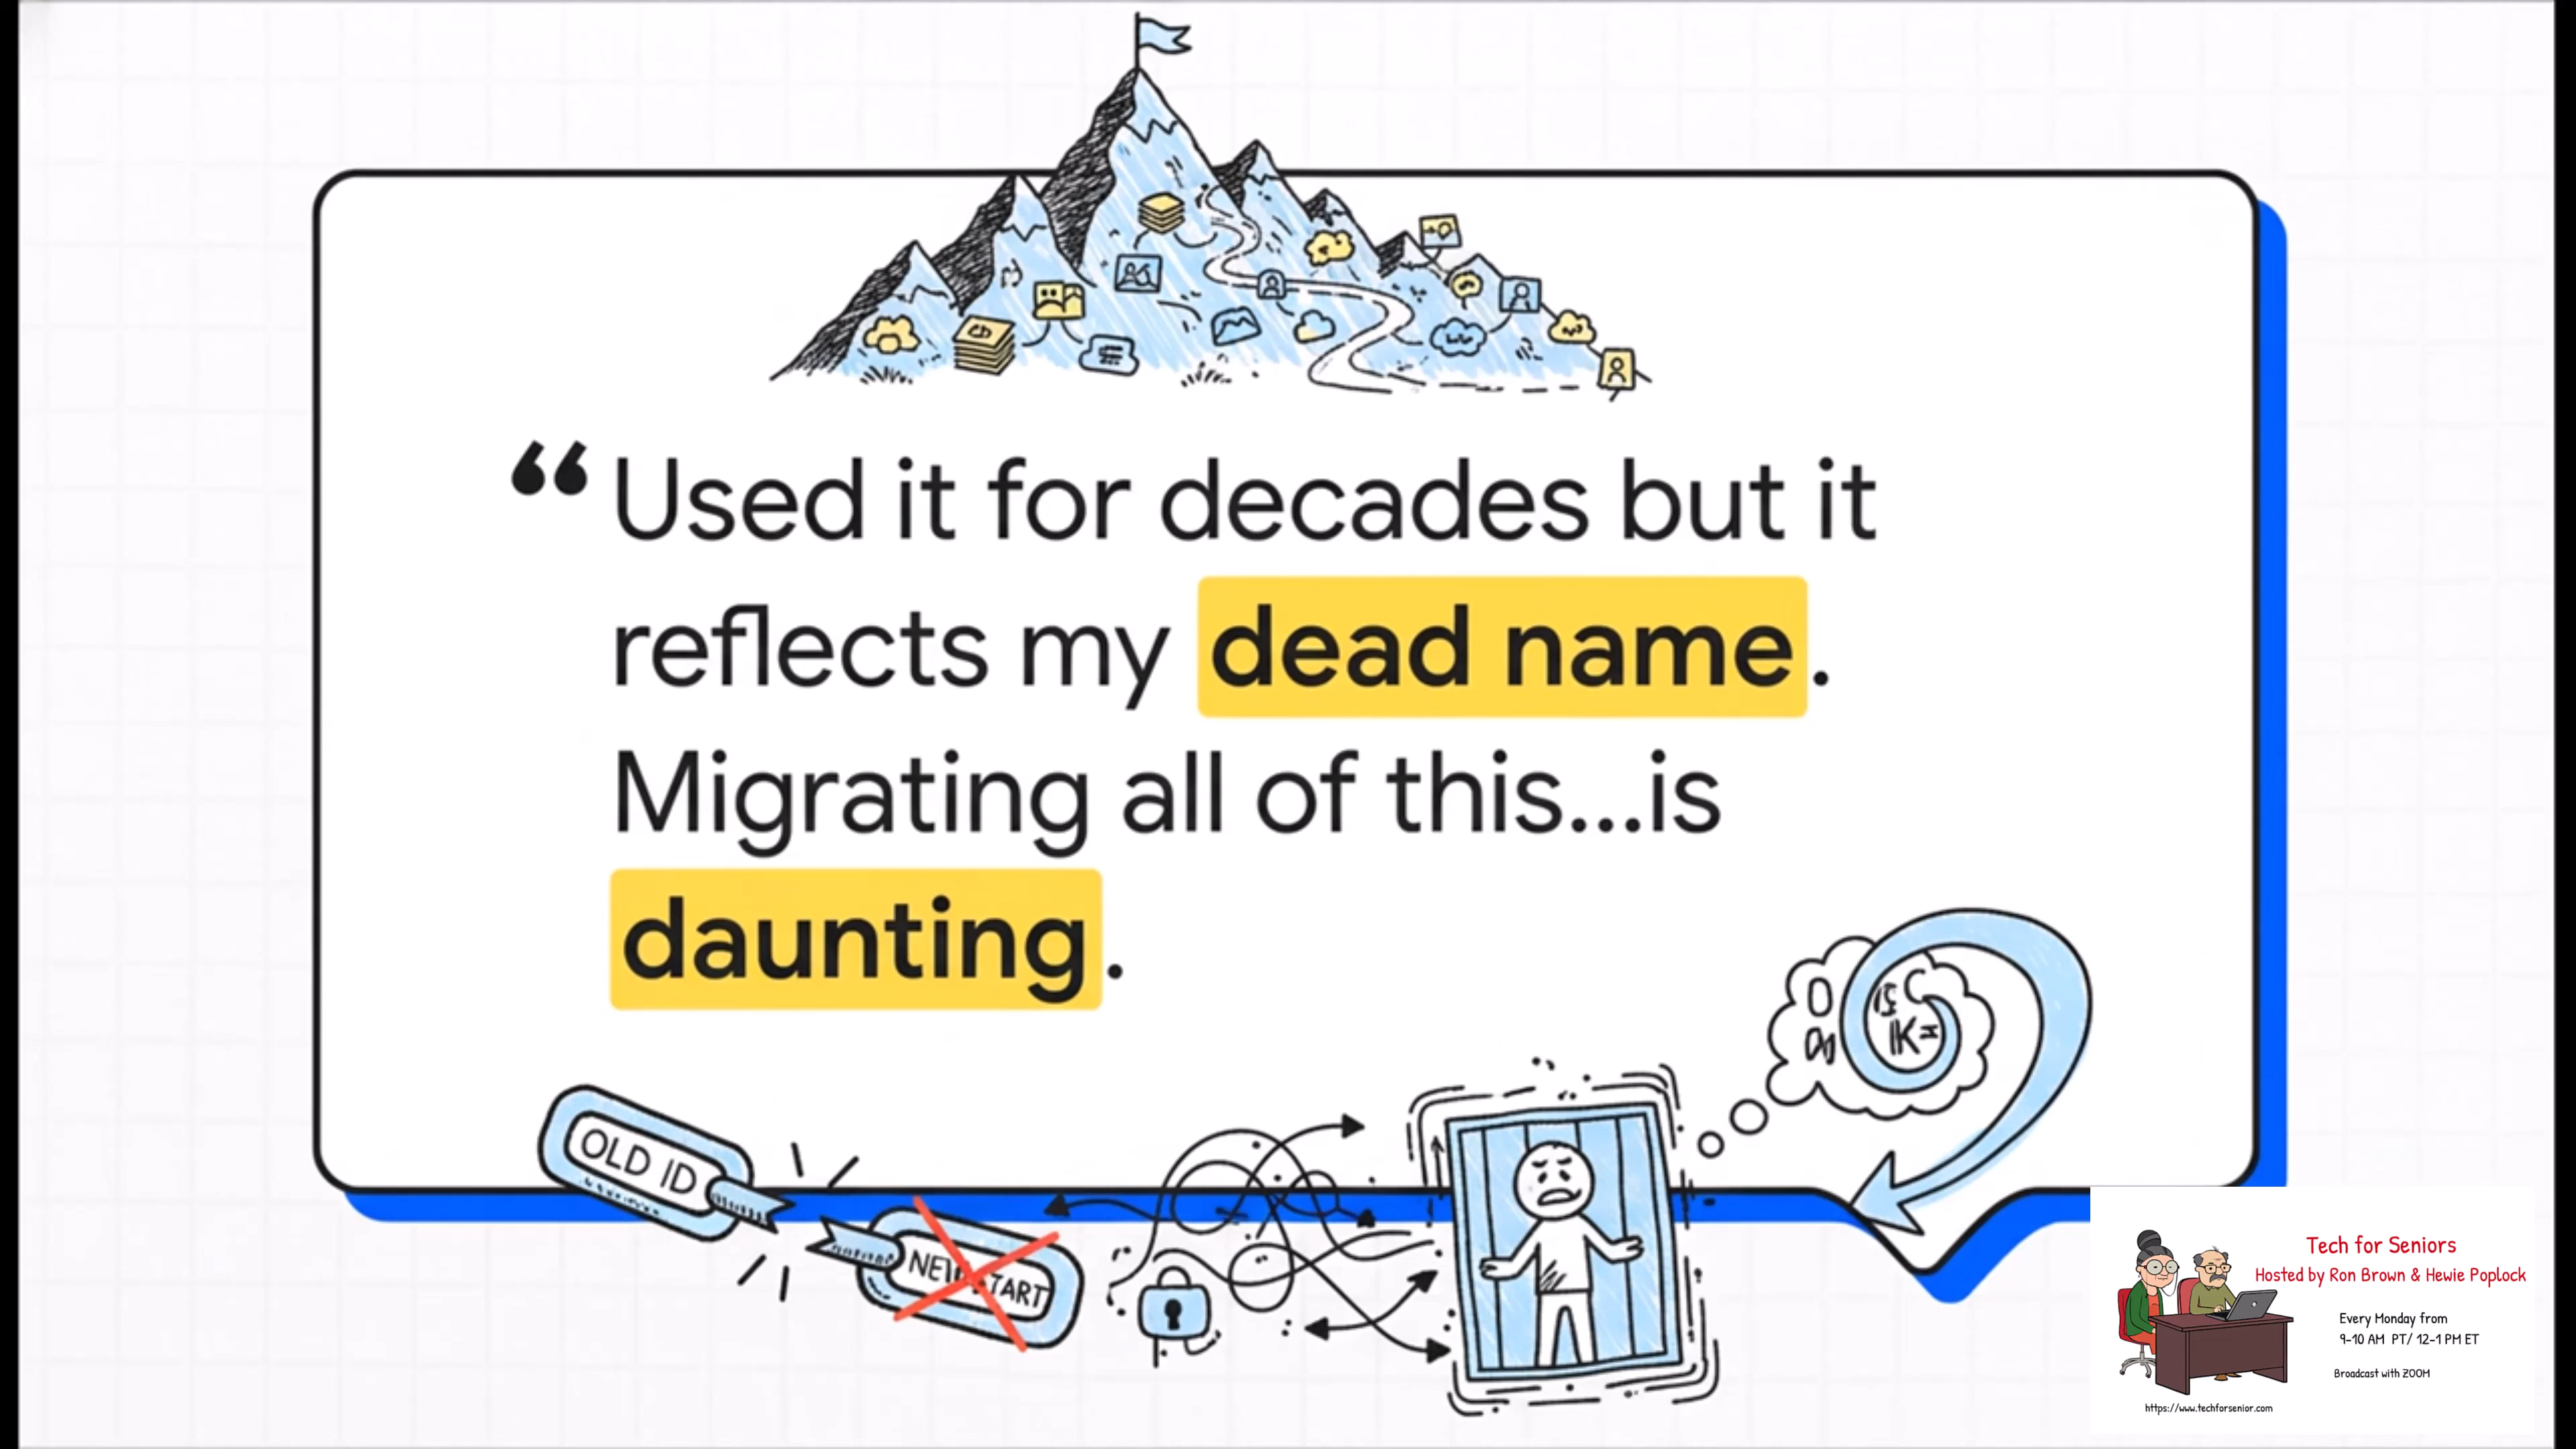 “Used it for decades but it
reflects my dead name.
Migrating all of this...is
daunting.
OLD ID
Tech for Seniors
Hosted by Ron Brown & Hewie Poplock
Every Monday from
9-10 AM PT/ 12-1 PM ET
Broadcast with ZOOM
https://www.techforsenior.com